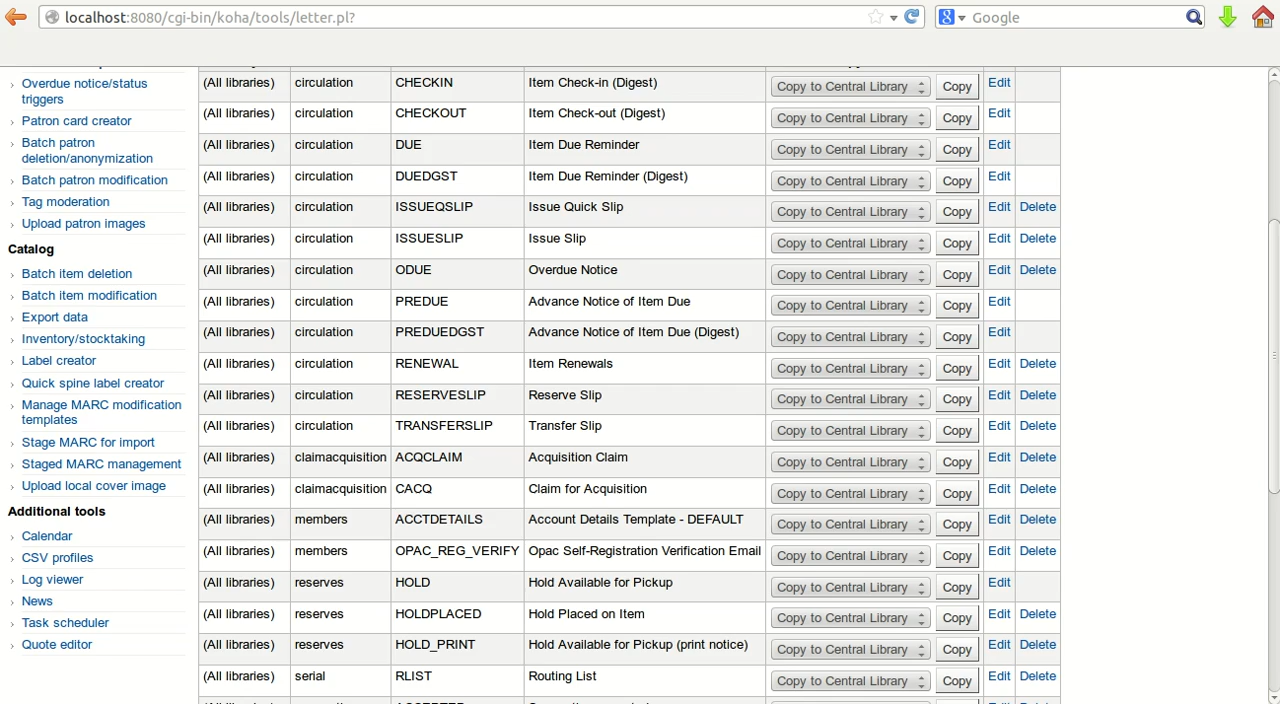 localhost:8080/cgi-bin/koha/tools/letter.pl?
Google
Overdue notice/status
triggers
Patron card creator
Batch patron
deletion/anonymization
Batch patron modification
Tag moderation
Upload patron images
Catalog
Batch item deletion
Batch item modification
Export data
Inventory/stocktaking
Label creator
Quick spine label creator
Manage MARC modification
templates
Stage MARC for import
Staged MARC management
Upload local cover image
Additional tools
Calendar
CSV profiles
Log viewer
News
Task scheduler
Quote editor
(All libraries) circulation CHECKIN Item Check-in (Digest) Copy to Central Library Copy Edit
(All libraries) circulation CHECKOUT Item Check-out (Digest) Copy to Central Library Copy Edit
(All libraries) circulation DUE Item Due Reminder Copy to Central Library Copy Edit
(All libraries) circulation DUEDGST Item Due Reminder (Digest) Copy to Central Library Copy Edit
(All libraries) circulation ISSUEQSLIP Issue Quick Slip Copy to Central Library Copy Edit Delete
(All libraries) circulation ISSUESLIP Issue Slip Copy to Central Library Copy Edit Delete
(All libraries) circulation ODUE Overdue Notice Copy to Central Library Copy Edit Delete
(All libraries) circulation PREDUE Advance Notice of Item Due Copy to Central Library Copy Edit
(All libraries) circulation PREDUEDGST Advance Notice of Item Due (Digest) Copy to Central Library Copy Edit
(All libraries) circulation RENEWAL Item Renewals Copy to Central Library Copy Edit Delete
(All libraries) circulation RESERVESLIP Reserve Slip Copy to Central Library Copy Edit Delete
(All libraries) circulation TRANSFERSLIP Transfer Slip Copy to Central Library Copy Edit Delete
(All libraries) claimacquisition ACQCLAIM Acquisition Claim Copy to Central Library Copy Edit Delete
(All libraries) claimacquisition CACQ Claim for Acquisition Copy to Central Library Copy Edit Delete
(All libraries) members ACCTDETAILS Account Details Template - DEFAULT Copy to Central Library Copy Edit Delete
(All libraries) members OPAC_REG_VERIFY Opac Self-Registration Verification Email Copy to Central Library Copy Edit Delete
(All libraries) reserves HOLD Hold Available for Pickup Copy to Central Library Copy Edit
(All libraries) reserves HOLDPLACED Hold Placed on Item Copy to Central Library Copy Edit Delete
(All libraries) reserves HOLD_PRINT Hold Available for Pickup (print notice) Copy to Central Library Copy Edit Delete
(All libraries) serial RLIST Routing List Copy to Central Library Copy Edit Delete